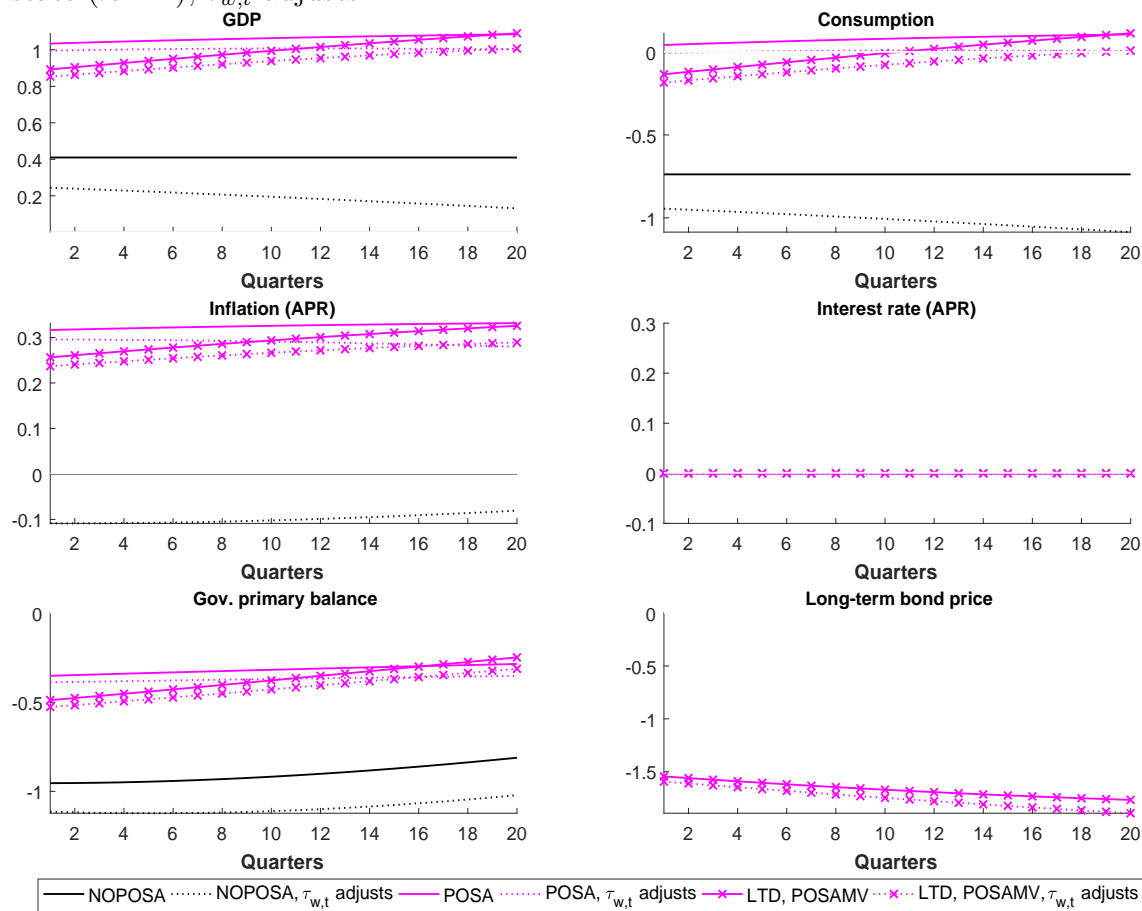 GDP
Consumption
1
0.8
0.6
0.4
0.2
2 4 6 8 10 12 14 16 18 20
Quarters
0
-0.5
-1
2 4 6 8 10 12 14 16 18 20
Quarters
Inflation (APR)
Interest rate (APR)
0.3
0.2
0.1
0
-0.1
2 4 6 8 10 12 14 16 18 20
Quarters
0.3
0.2
0.1
0
-0.1
2 4 6 8 10 12 14 16 18 20
Quarters
Gov. primary balance
Long-term bond price
0
-0.5
-1
2 4 6 8 10 12 14 16 18 20
Quarters
0
-0.5
-1
-1.5
2 4 6 8 10 12 14 16 18 20
Quarters
NOPOSA NOPOSA, τw,t adjusts POSA POSA, τw,t adjusts LTD, POSAMV LTD, POSAMV, τw,t adjusts